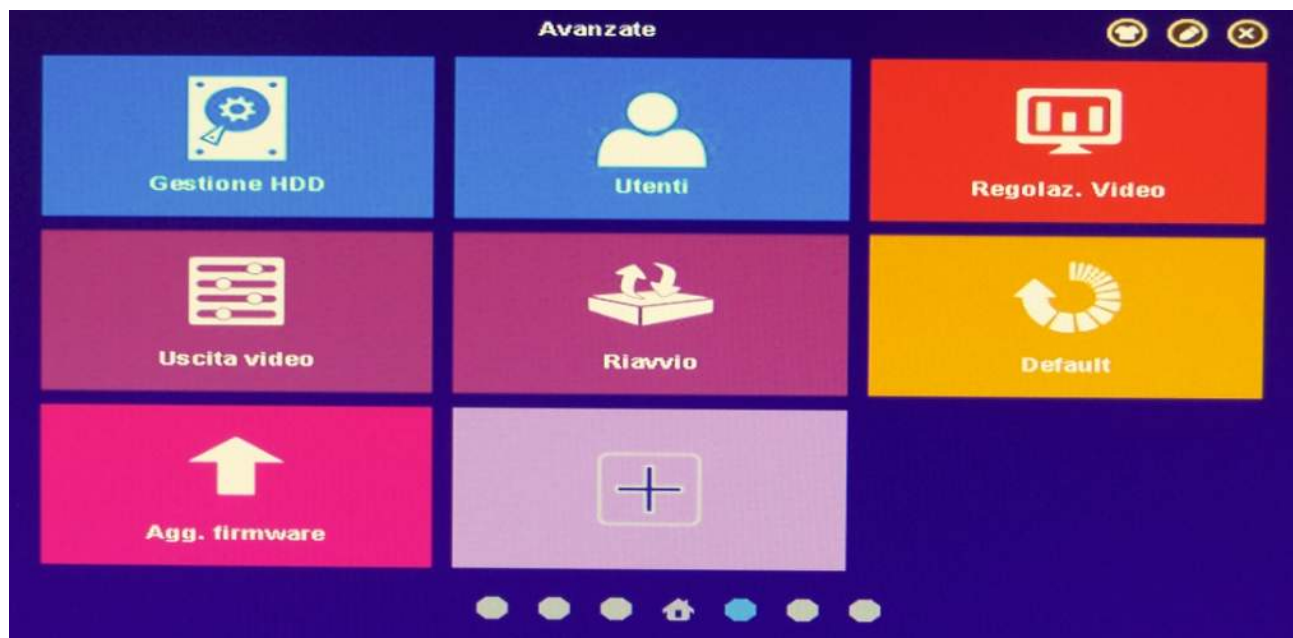 Avanzate
Gestione HDD
Utenti
Regolaz. Video
Uscita video
Riavvio
Default
Agg. firmware